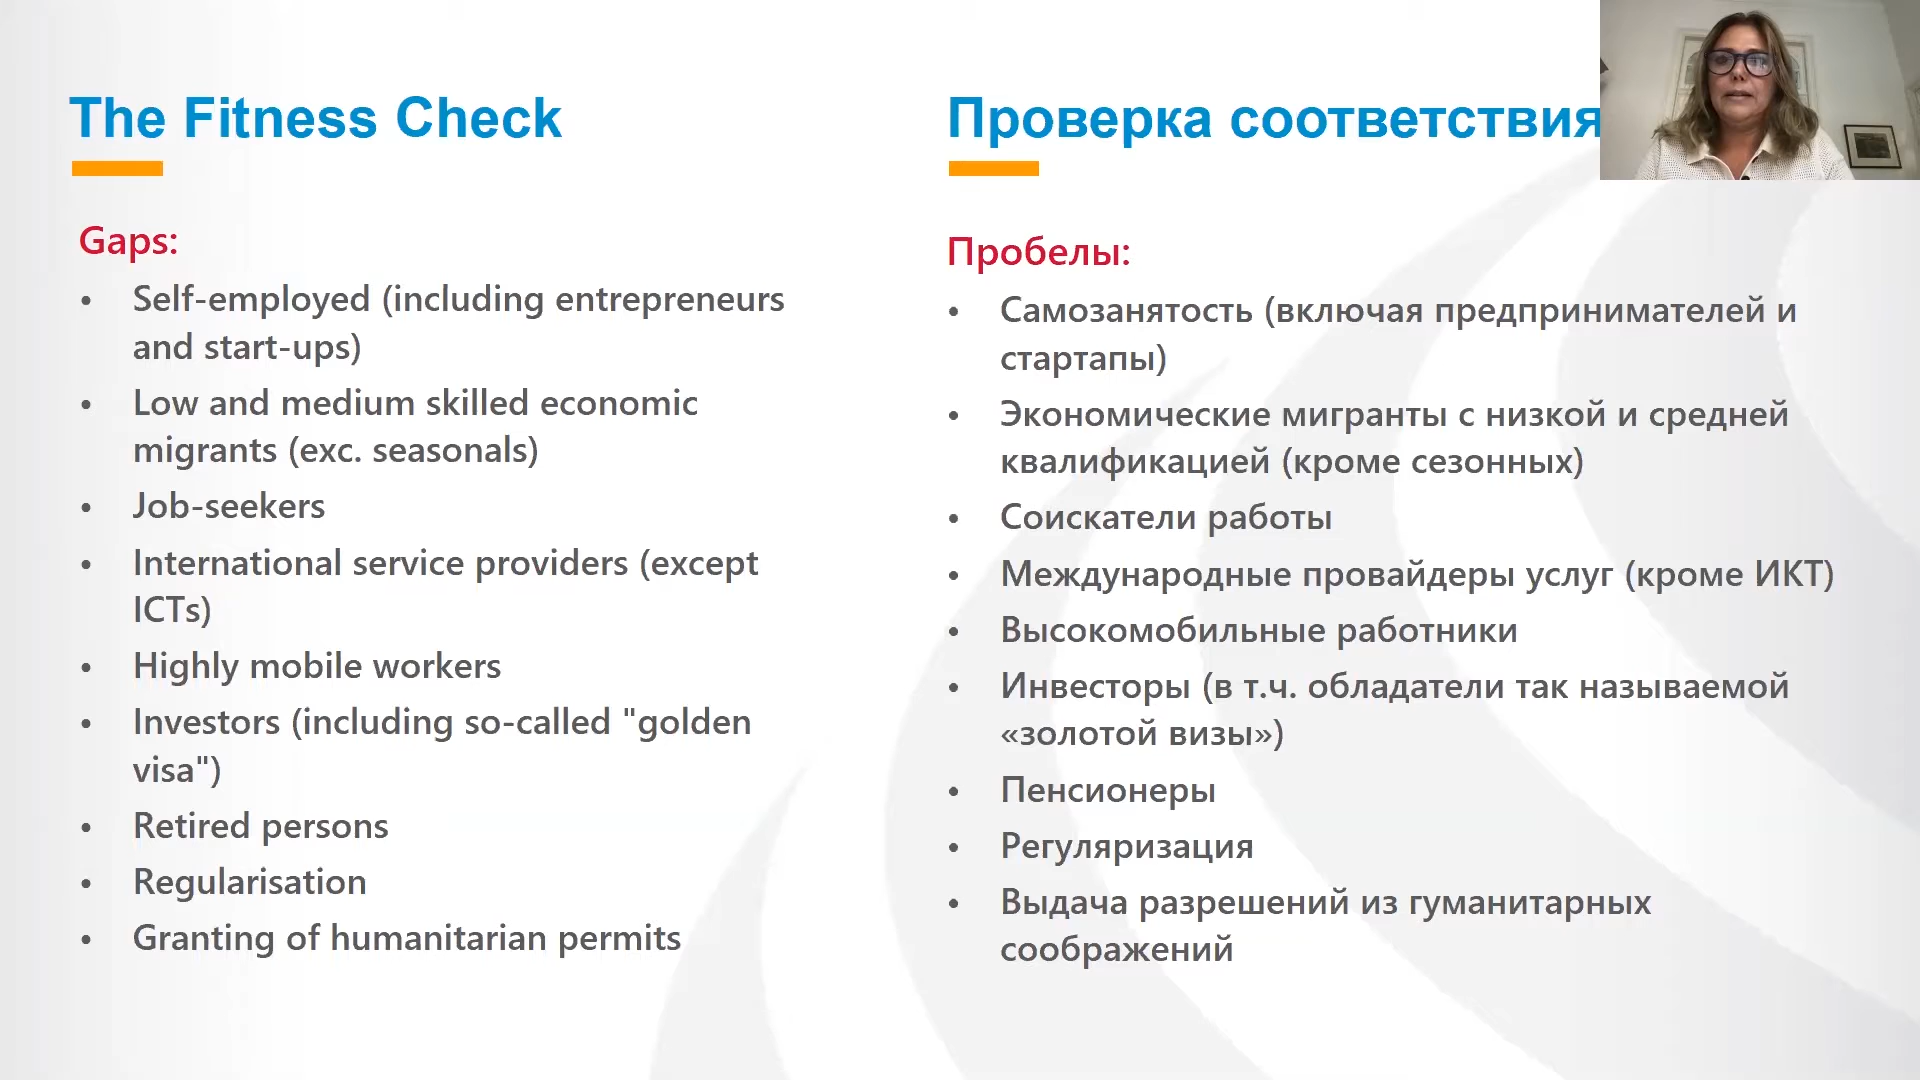 The Fitness Check
Gaps:
• Self-employed (including entrepreneurs
and start-ups)
• Low and medium skilled economic
migrants (exc. seasonals)
• Job-seekers
• International service providers (except
ICTs)
• Highly mobile workers
• Investors (including so-called "golden
visa")
• Retired persons
• Regularisation
• Granting of humanitarian permits
Проверка соответствия
Пробелы:
• Самозанятость (включая предпринимателей и
стартапы)
• Экономические мигранты с низкой и средней
квалификацией (кроме сезонных)
• Соискатели работы
• Международные провайдеры услуг (кроме ИКТ)
• Высокомобильные работники
• Инвесторы (в т.ч. обладатели так называемой
«золотой визы»)
• Пенсионеры
• Регуляризация
• Выдача разрешений из гуманитарных
соображений